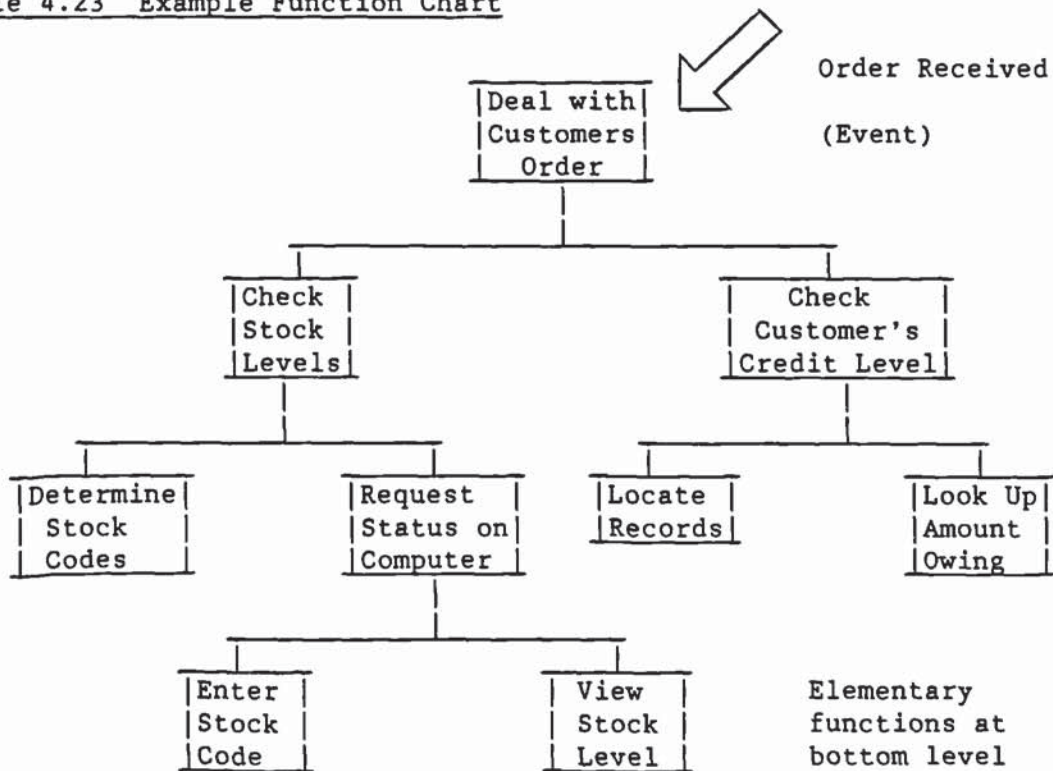 4.23 Example Function Chart
Order Received
(Event)
Deal with
Customers
Order
Check
Stock
Levels
Check
Customer's
Credit Level
Determine
Stock
Codes
Request
Status on
Computer
Locate
Records
Look Up
Amount
Owing
Enter
Stock
Code
View
Stock
Level
Elementary
functions at
bottom level